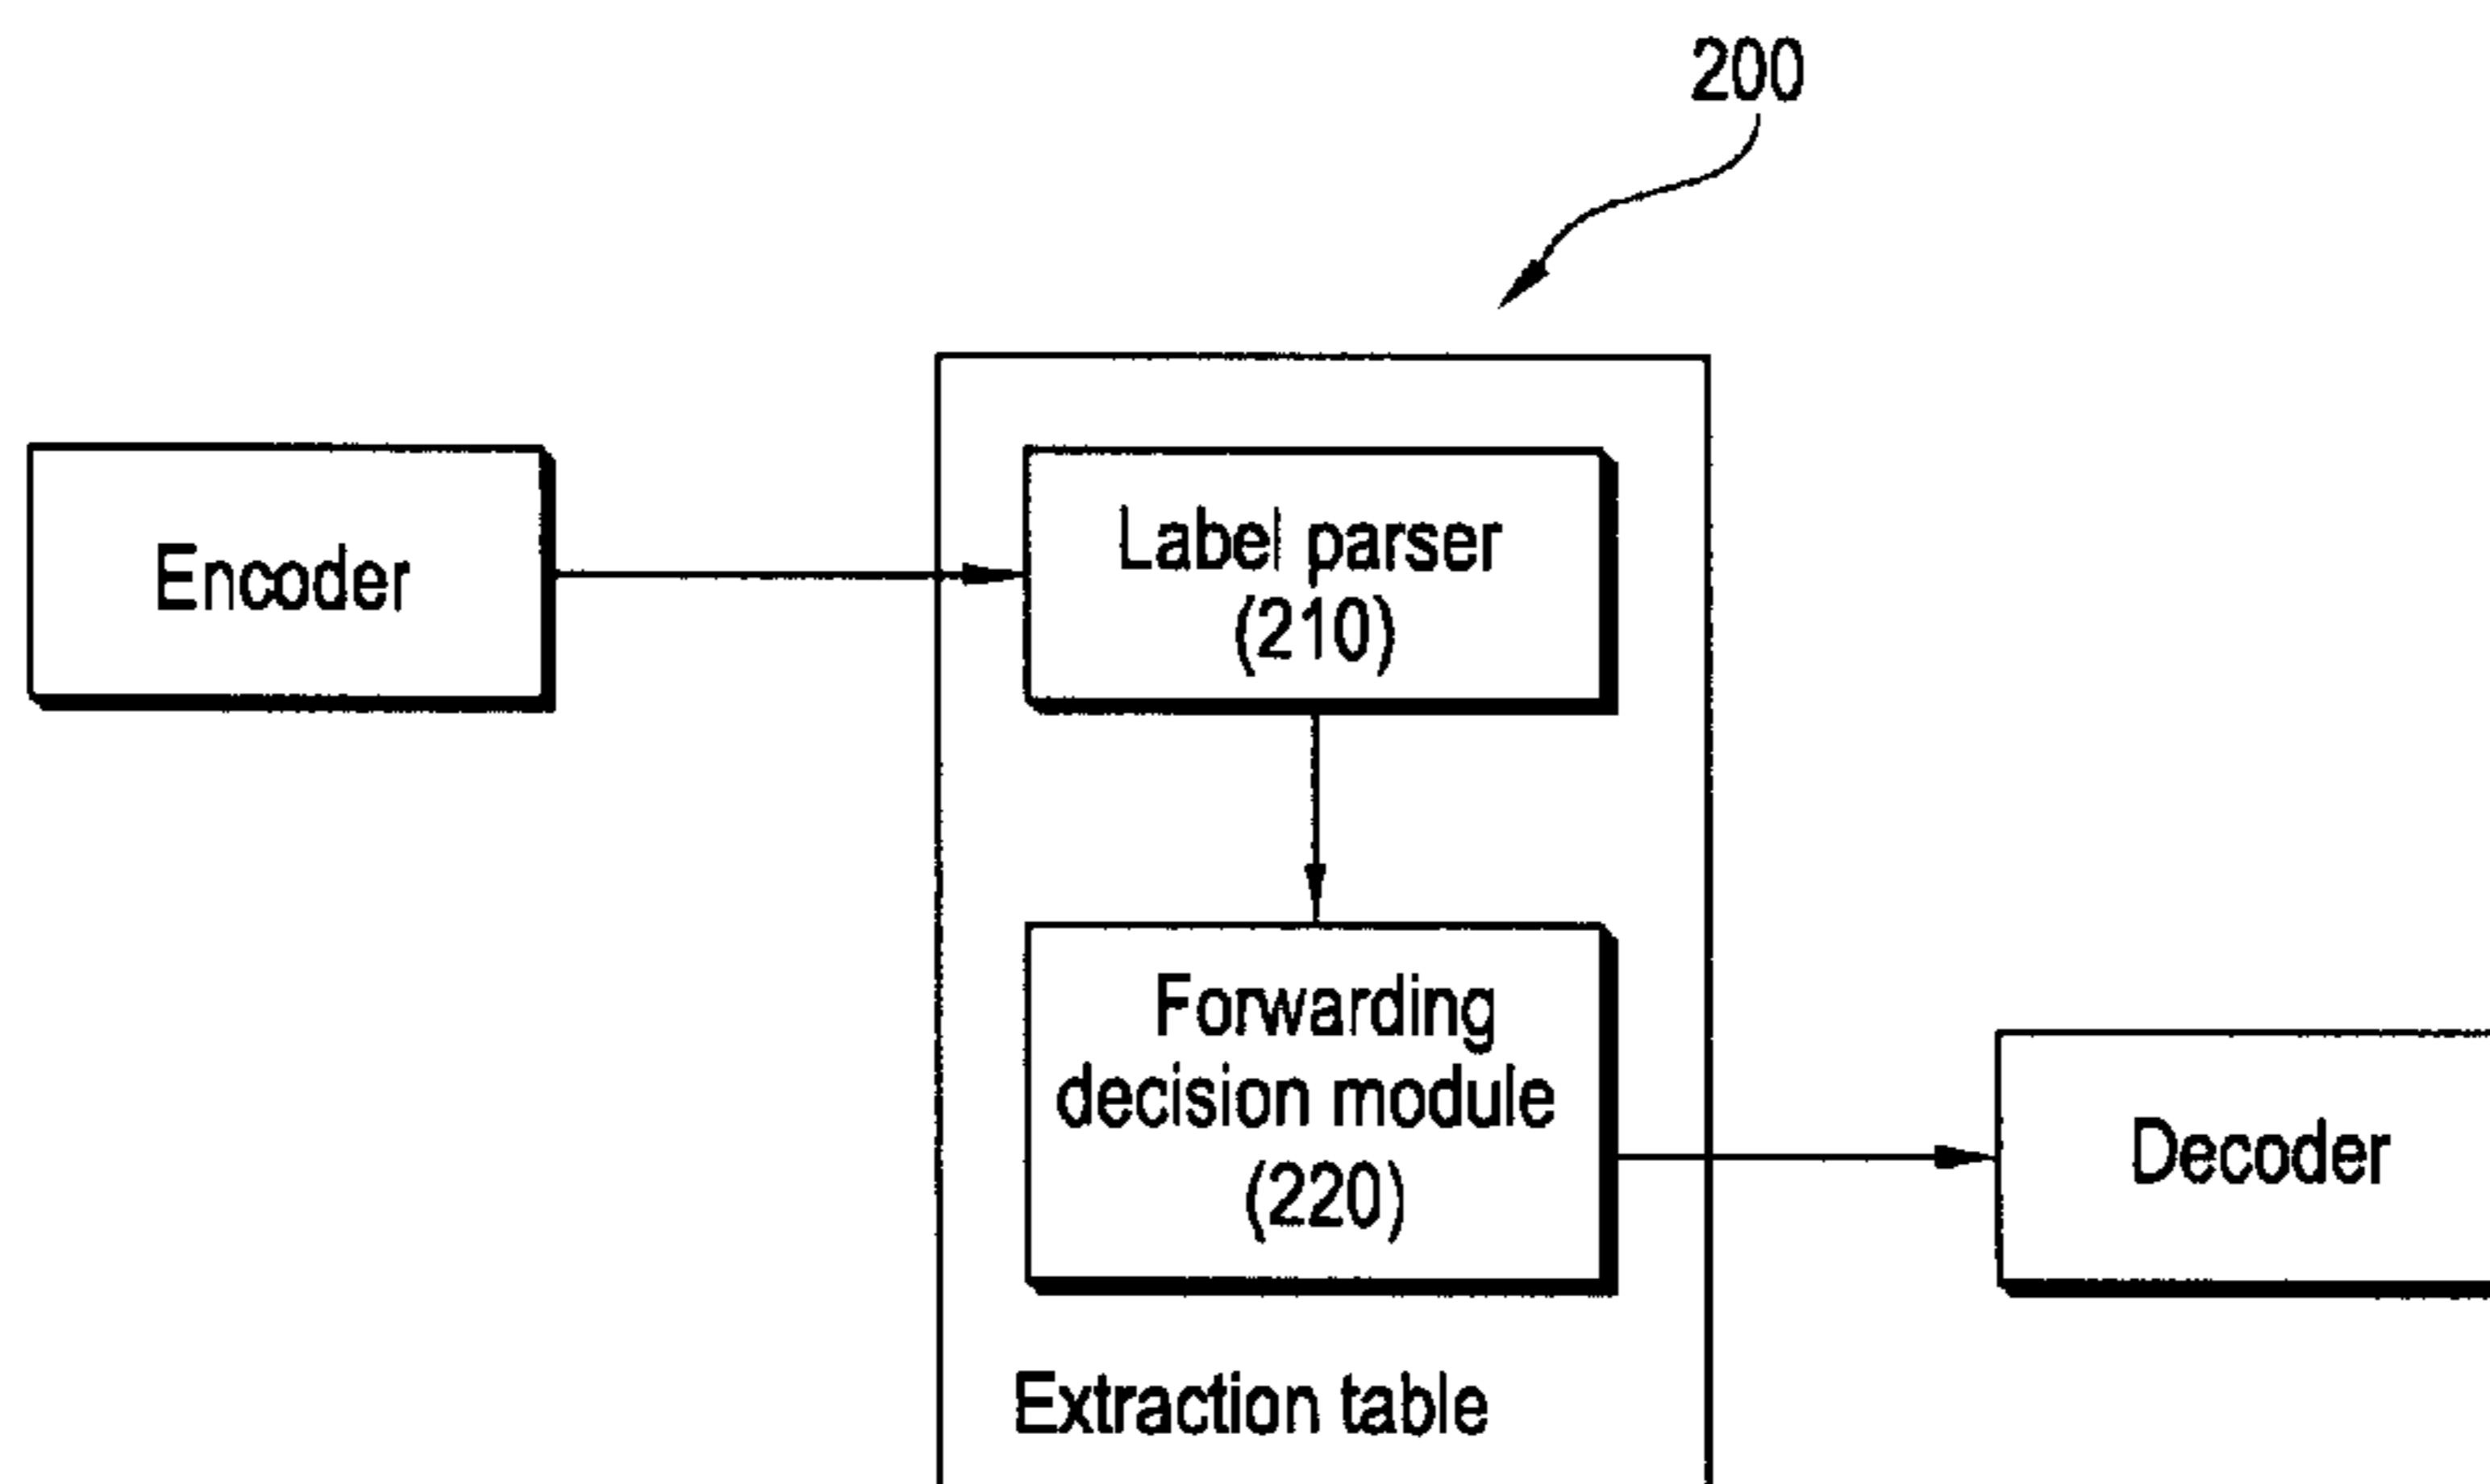 200
Encoder
Label parser
(210)
Forwarding
decision module
(220)
Decoder
Extraction table